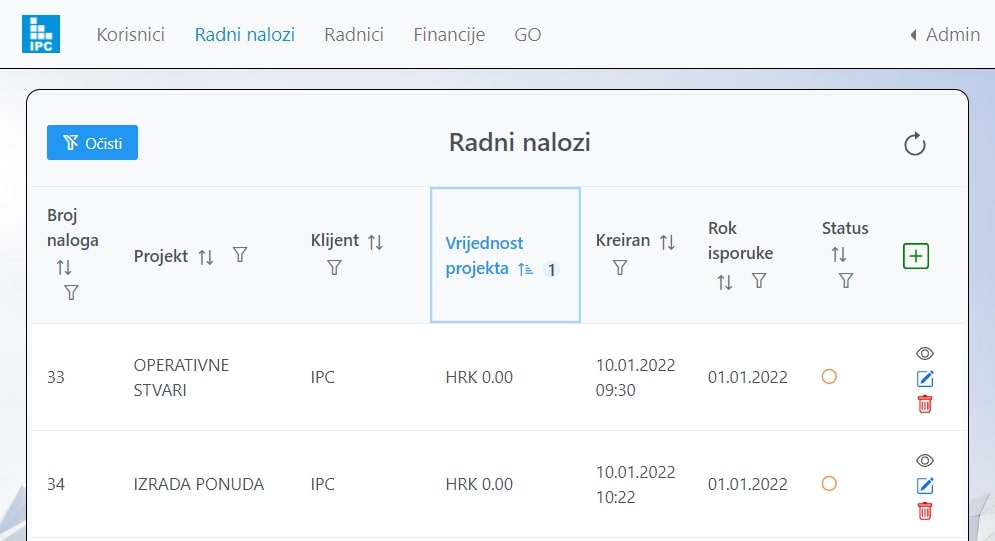 IPC
Korisnici
Radni nalozi
Radnici
Financije
GO
Admin
Očisti
Radni nalozi
Broj
naloga
Projekt
Klijent
Vrijednost
projekta 1
Kreiran
Rok
isporuke
Status
33
OPERATIVNE
STVARI
IPC
HRK 0.00
10.01.2022
09:30
01.01.2022
34
IZRADA PONUDA
IPC
HRK 0.00
10.01.2022
10:22
01.01.2022